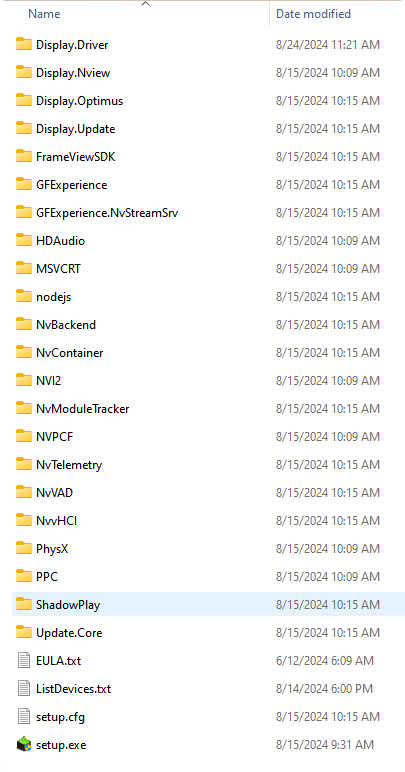 Name Date modified
Display.Driver 8/24/2024 11:21 AM
Display.Nview 8/15/2024 10:09 AM
Display.Optimus 8/15/2024 10:15 AM
Display.Update 8/15/2024 10:15 AM
FrameViewSDK 8/15/2024 10:15 AM
GFExperience 8/15/2024 10:15 AM
GFExperience.NvStreamSrv 8/15/2024 10:15 AM
HDAudio 8/15/2024 10:09 AM
MSVCRT 8/15/2024 10:09 AM
nodejs 8/15/2024 10:15 AM
NvBackend 8/15/2024 10:15 AM
NvContainer 8/15/2024 10:15 AM
NVI2 8/15/2024 10:09 AM
NvModuleTracker 8/15/2024 10:15 AM
NVPCF 8/15/2024 10:09 AM
NvTelemetry 8/15/2024 10:15 AM
NvVAD 8/15/2024 10:15 AM
NvvHCI 8/15/2024 10:15 AM
PhysX 8/15/2024 10:09 AM
PPC 8/15/2024 10:09 AM
ShadowPlay 8/15/2024 10:15 AM
Update.Core 8/15/2024 10:15 AM
EULA.txt 6/12/2024 6:09 AM
ListDevices.txt 8/14/2024 6:00 PM
setup.cfg 8/15/2024 10:15 AM
setup.exe 8/15/2024 9:31 AM